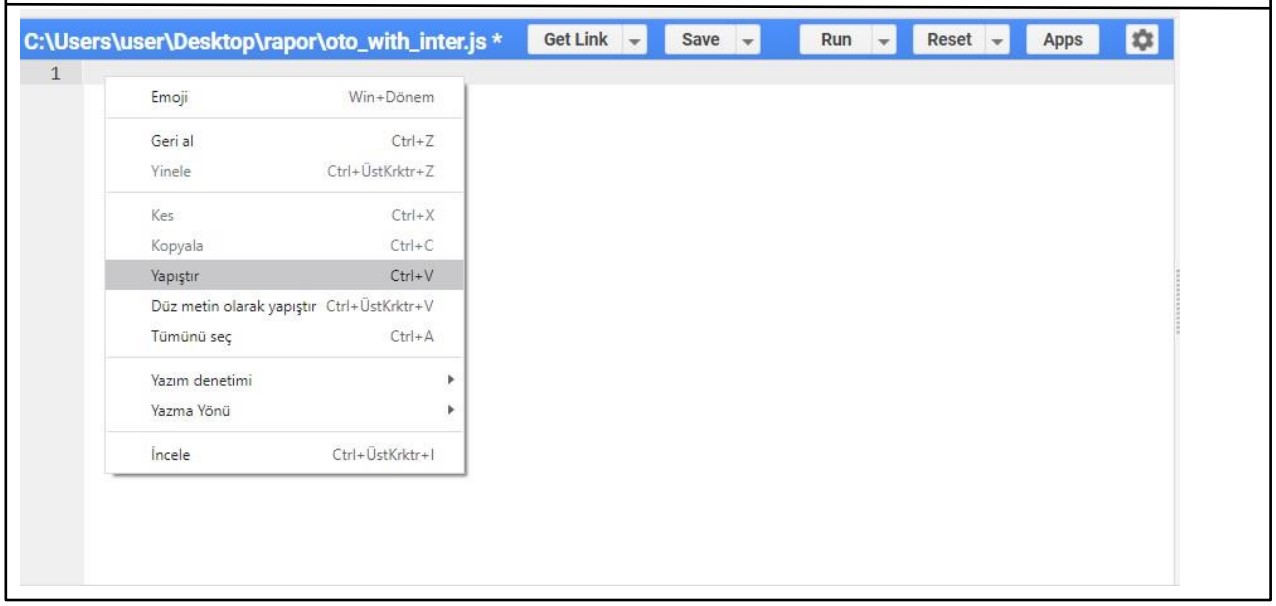 C:\Users\user\Desktop\rapor\oto_with_inter.js * Get Link Save Run Reset Apps
1
Emoji Win+Dönem
Geri al Ctrl+Z
Yinele Ctrl+ÜstKrktr+Z
Kes Ctrl+X
Kopyala Ctrl+C
Yapıştır Ctrl+V
Düz metin olarak yapıştır Ctrl+ÜstKrktr+V
Tümünü seç Ctrl+A
Yazım denetimi
Yazma Yönü
İncele Ctrl+ÜstKrktr+I